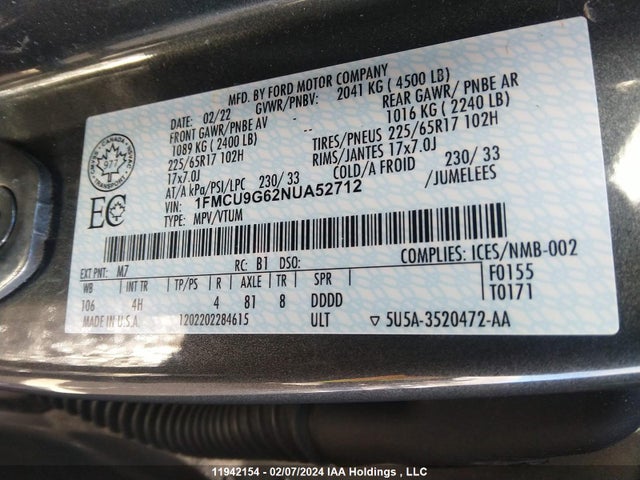 MFD. BY FORD MOTOR COMPANY
DATE: 02/22 GVWR/PNBV: 2041 KG ( 4500 LB)
FRONT GAWR/PNBE AV - REAR GAWR/ PNBE AR
1089 KG ( 2400 LB) - 1016 KG ( 2240 LB)
225/65R17 102H TIRES/PNEUS 225/65R17 102H
17x7.0J RIMS/JANTES 17x7.0J
AT/A kPa/PSI/LPC 230/ 33 COLD/A FROID 230/ 33
VIN: 1FMCU9G62NUA52712 /JUMELEES
TYPE: MPV/VTUM
CANADA
977
TRANSPORT
EC
COMPLIES: ICES/NMB-002
EXT PNT: M7 RC: B1 DSO: F0155
WB INT TR TP/PS R AXLE TR SPR T0171
106 4H 4 81 8 DDDD
MADE IN U.S.A. 1202202284615 ULT ▽ 5U5A-3520472-AA
11942154 - 02/07/2024 IAA Holdings , LLC